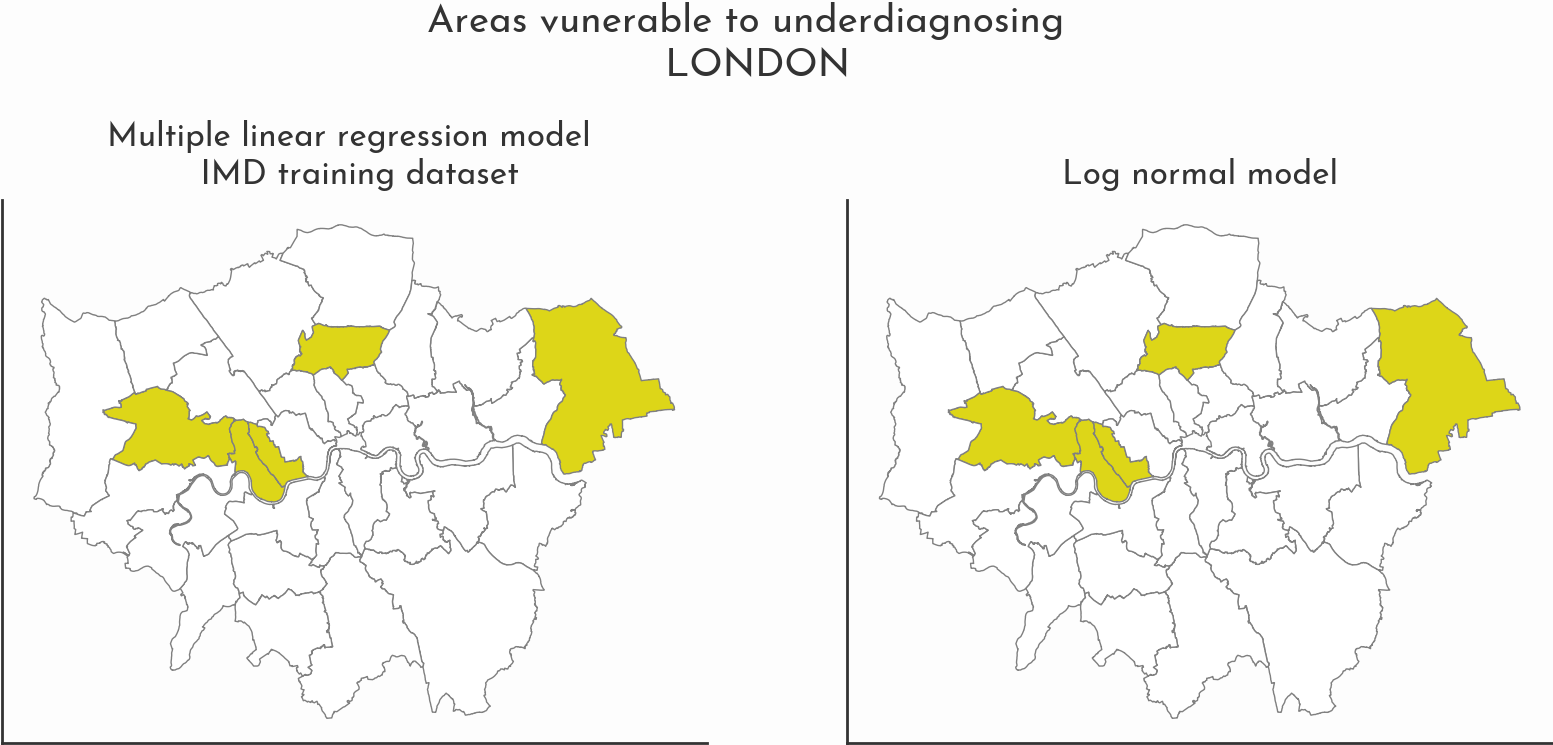 Areas vunerable to underdiagnosing
LONDON
Multiple linear regression model
IMD training dataset
Log normal model